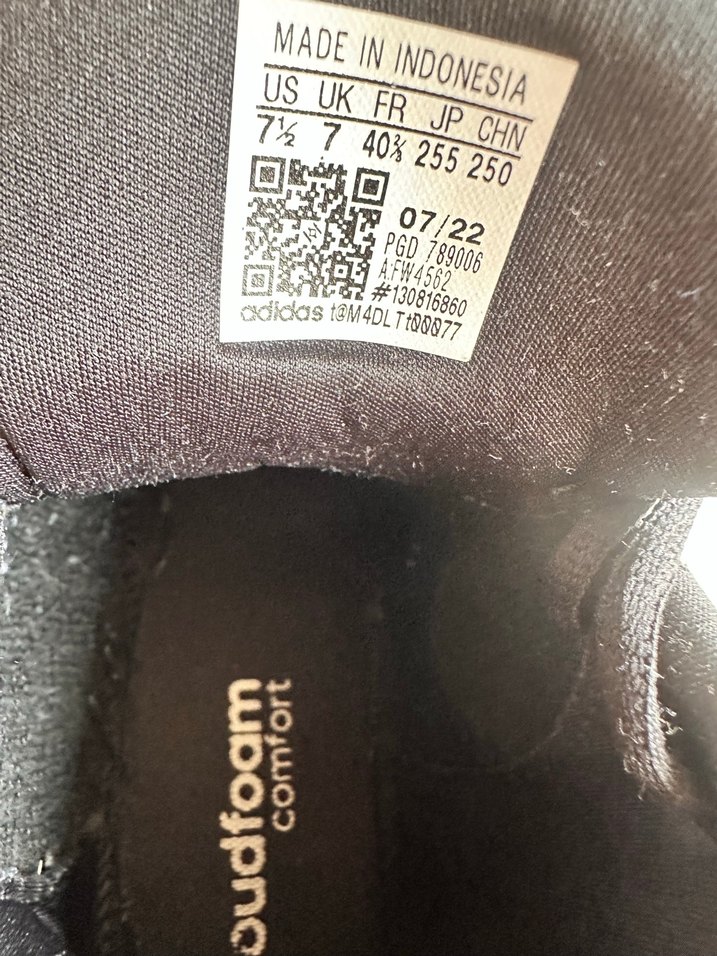 MADE IN INDONESIA
US UK FR JP CHN
7½ 7 40⅔ 255 250
07/22
PGD 789006
A:FW4562
#130816860
adidas t@M4DLTt00077
oudfoam
comfort